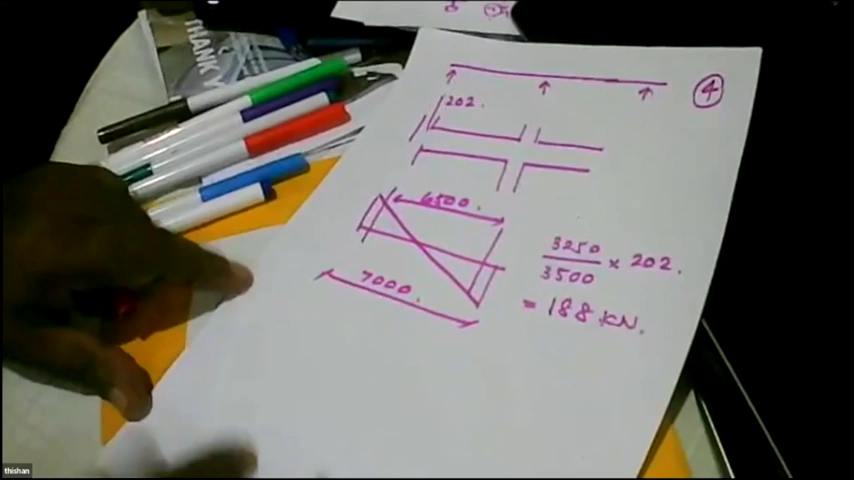 THANK Y
4
202.
6500.
7000.
3250
3500 × 202.
= 188 KN.
thishan